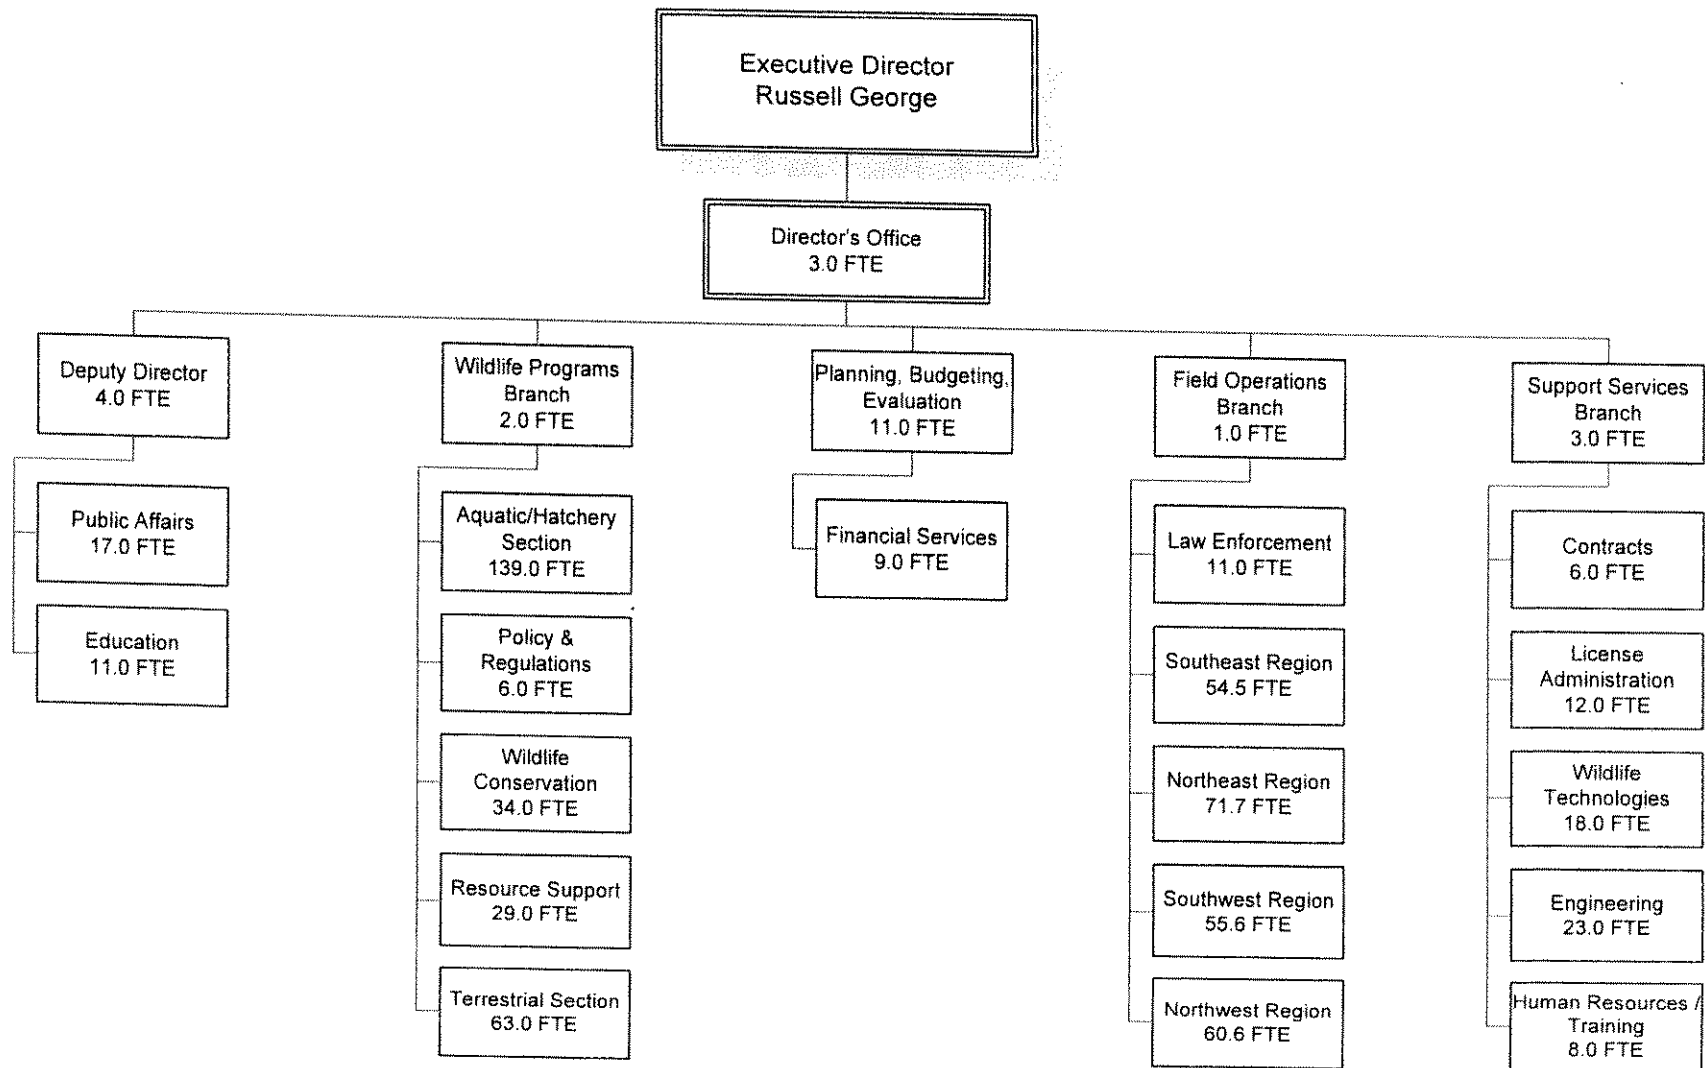 Executive Director
Russell George
Director's Office
3.0 FTE
Deputy Director
4.0 FTE
Public Affairs
17.0 FTE
Education
11.0 FTE
Wildlife Programs
Branch
2.0 FTE
Aquatic/Hatchery
Section
139.0 FTE
Policy &
Regulations
6.0 FTE
Wildlife
Conservation
34.0 FTE
Resource Support
29.0 FTE
Terrestrial Section
63.0 FTE
Planning, Budgeting,
Evaluation
11.0 FTE
Financial Services
9.0 FTE
Field Operations
Branch
1.0 FTE
Law Enforcement
11.0 FTE
Southeast Region
54.5 FTE
Northeast Region
71.7 FTE
Southwest Region
55.6 FTE
Northwest Region
60.6 FTE
Support Services
Branch
3.0 FTE
Contracts
6.0 FTE
License
Administration
12.0 FTE
Wildlife
Technologies
18.0 FTE
Engineering
23.0 FTE
Human Resources /
Training
8.0 FTE